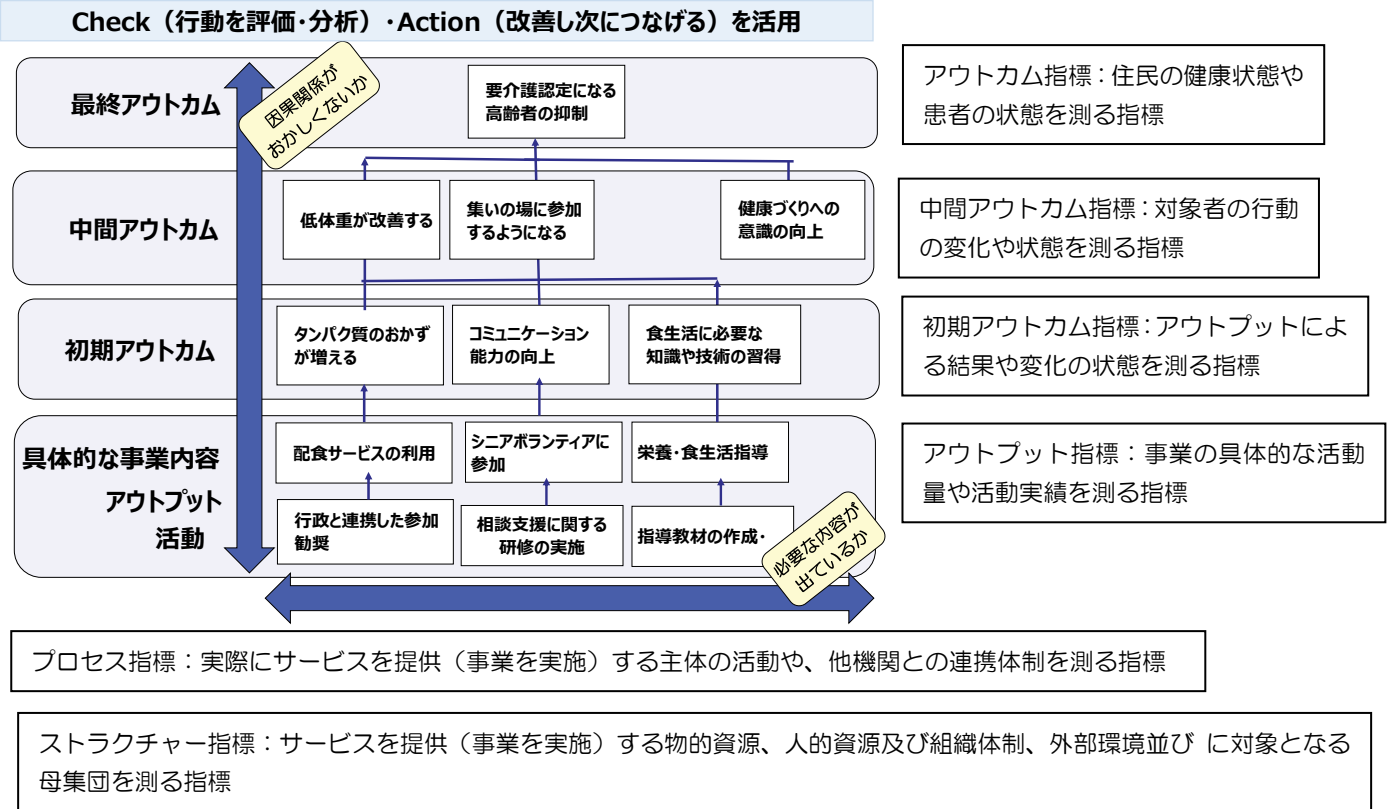 Check（行動を評価・分析）・Action（改善し次につなげる）を活用
最終アウトカム
因果関係が
おかしくないか
要介護認定になる
高齢者の抑制
アウトカム指標：住民の健康状態や
患者の状態を測る指標
中間アウトカム
低体重が改善する
集いの場に参加
するようになる
健康づくりへの
意識の向上
中間アウトカム指標：対象者の行動
の変化や状態を測る指標
初期アウトカム
タンパク質のおかず
が増える
コミュニケーション
能力の向上
食生活に必要な
知識や技術の習得
初期アウトカム指標：アウトプットによ
る結果や変化の状態を測る指標
具体的な事業内容
アウトプット
活動
配食サービスの利用
シニアボランティアに
参加
栄養・食生活指導
行政と連携した参加
勧奨
相談支援に関する
研修の実施
指導教材の作成・
必要な内容が
出ているか
アウトプット指標：事業の具体的な活動
量や活動実績を測る指標
プロセス指標：実際にサービスを提供（事業を実施）する主体の活動や、他機関との連携体制を測る指標
ストラクチャー指標：サービスを提供（事業を実施）する物的資源、人的資源及び組織体制、外部環境並び に対象となる
母集団を測る指標